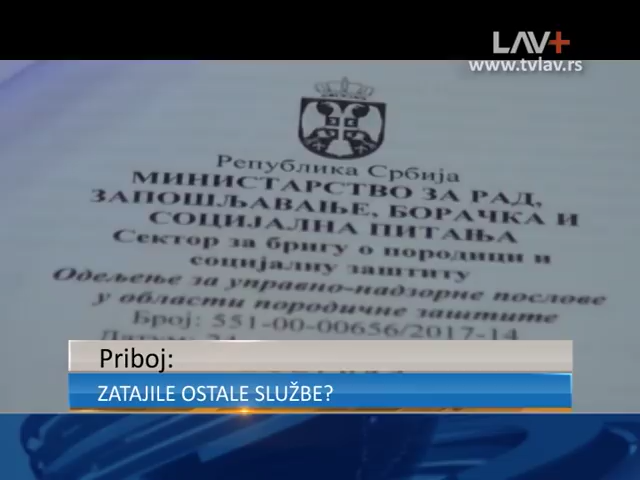 LAV+
www.tvlav.rs
Република Србија
МИНИСТАРСТВО ЗА РАД,
ЗАПОШЉАВАЊЕ, БОРАЧКА И
СОЦИЈАЛНА ПИТАЊА
Сектор за бригу о породици и
социјалну заштиту
Одељење за управно-надзорне послове
у области породичне заштите
Број: 551-00-00656/2017-14
Priboj:
ZATAJILE OSTALE SLUŽBE?